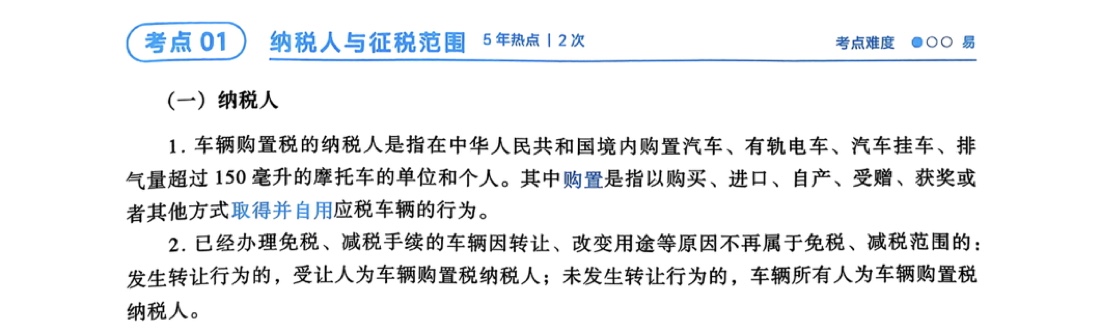 考点 01 纳税人与征税范围 5年热点 | 2次 考点难度 ●○○ 易
（一）纳税人
1. 车辆购置税的纳税人是指在中华人民共和国境内购置汽车、有轨电车、汽车挂车、排
气量超过 150 毫升的摩托车的单位和个人。其中购置是指以购买、进口、自产、受赠、获奖或
者其他方式取得并自用应税车辆的行为。
2. 已经办理免税、减税手续的车辆因转让、改变用途等原因不再属于免税、减税范围的：
发生转让行为的，受让人为车辆购置税纳税人；未发生转让行为的，车辆所有人为车辆购置税
纳税人。